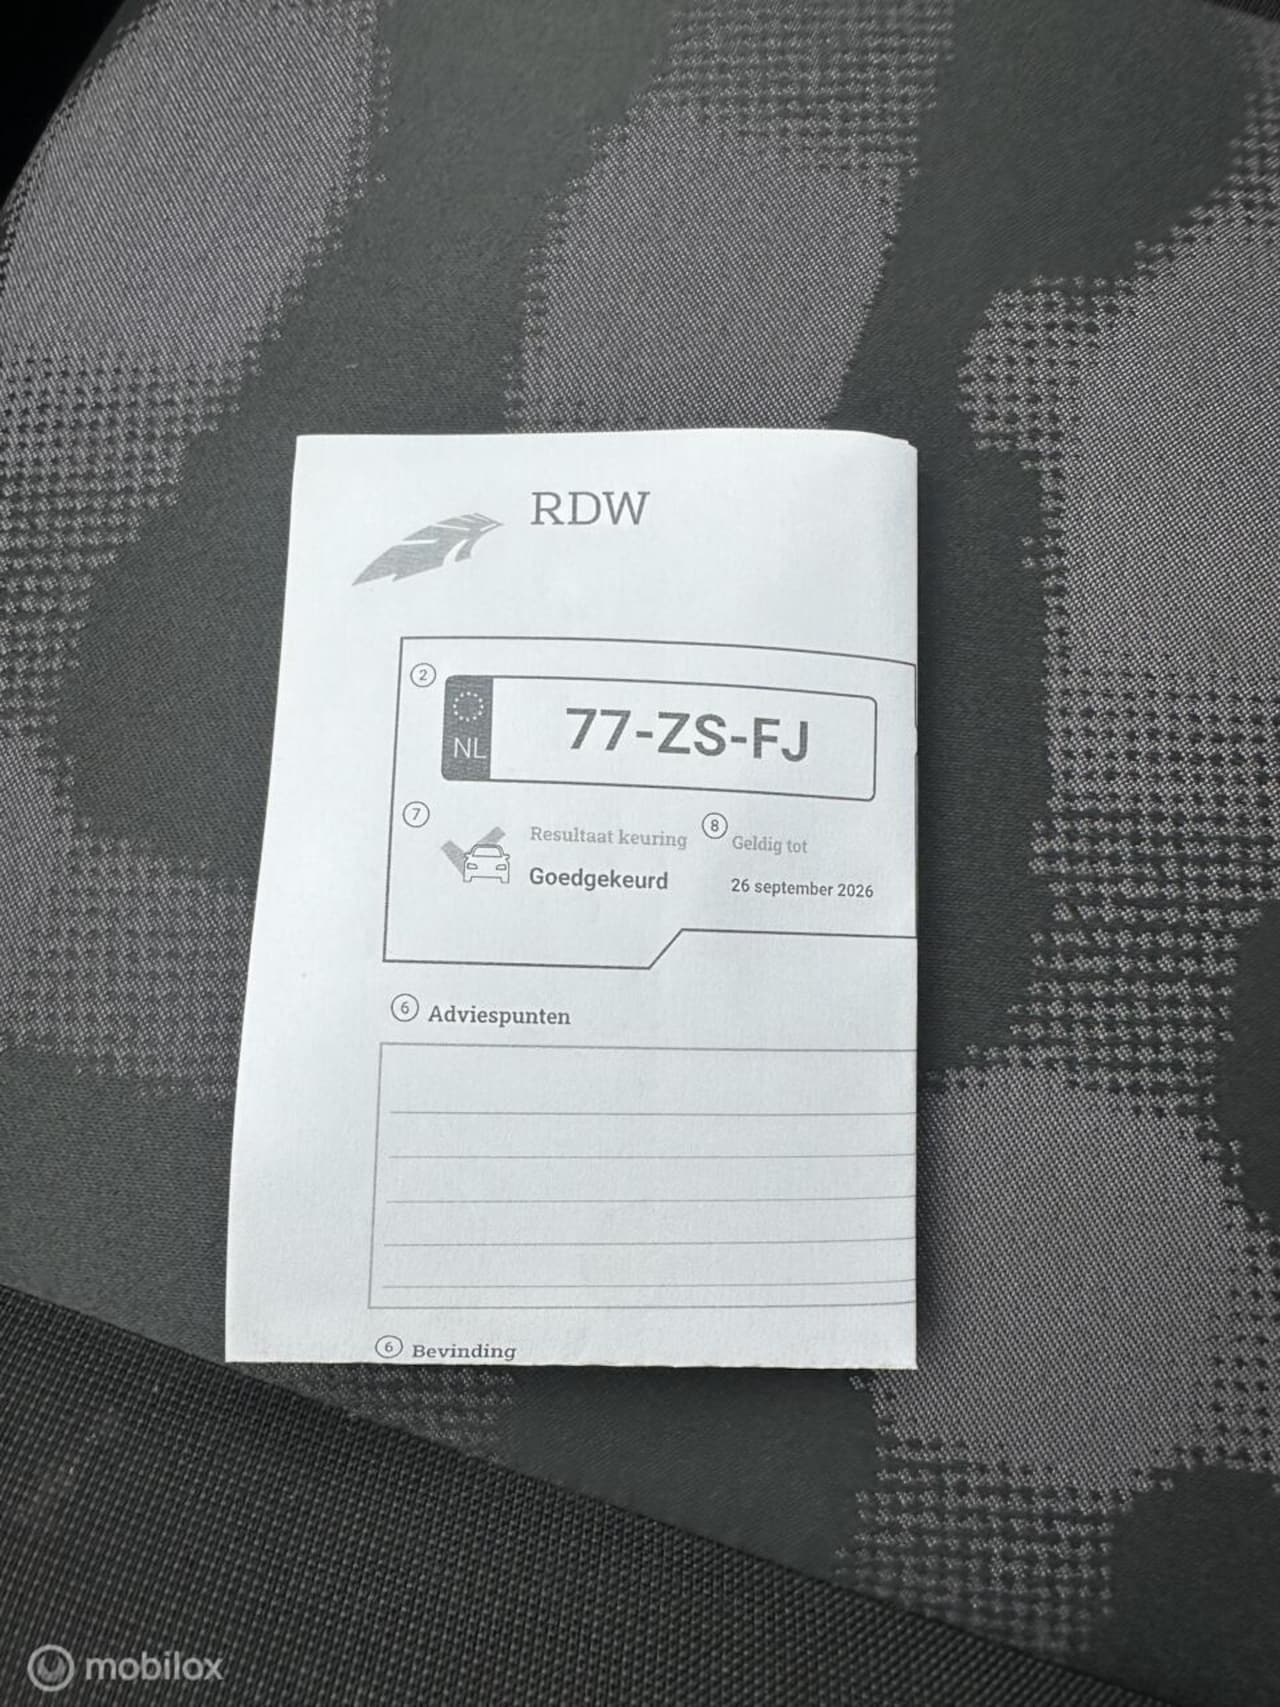 RDW
2
NL
77-ZS-FJ
7
Resultaat keuring
8
Geldig tot
Goedgekeurd
26 september 2026
6 Adviespunten
6 Bevinding
mobilox